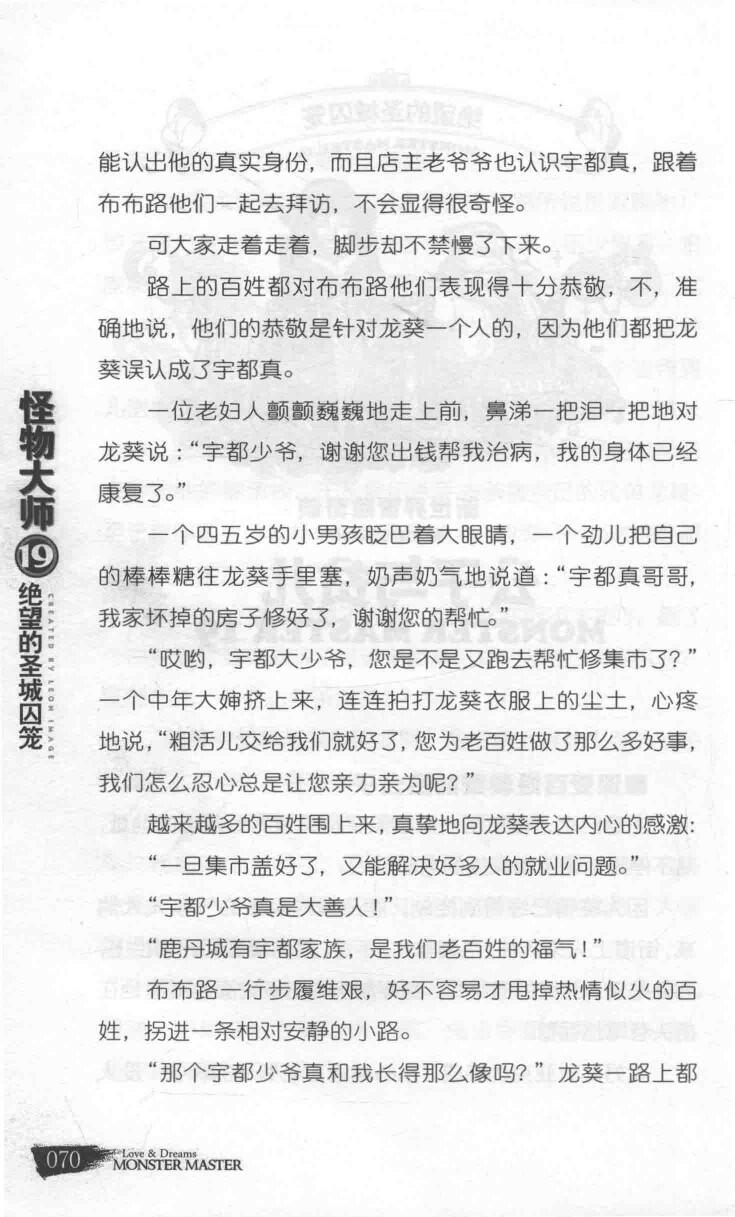 能认出他的真实身份，而且店主老爷爷也认识宇都真，跟着
布布路他们一起去拜访，不会显得很奇怪。
可大家走着走着，脚步却不禁慢了下来。
路上的百姓都对布布路他们表现得十分恭敬，不，准
确地说，他们的恭敬是针对龙葵一个人的，因为他们都把龙
葵误认成了宇都真。
一位老妇人颤颤巍巍地走上前，鼻涕一把泪一把地对
龙葵说：“宇都少爷，谢谢您出钱帮我治病，我的身体已经
康复了。”
一个四五岁的小男孩眨巴着大眼睛，一个劲儿把自己
的棒棒糖往龙葵手里塞，奶声奶气地说道：“宇都真哥哥，
我家坏掉的房子修好了，谢谢您的帮忙。”
“哎哟，宇都大少爷，您是不是又跑去帮忙修集市了？”
一个中年大婶挤上来，连连拍打龙葵衣服上的尘土，心疼
地说，“粗活儿交给我们就好了，您为老百姓做了那么多好事，
我们怎么忍心总是让您亲力亲为呢？”
越来越多的百姓围上来，真挚地向龙葵表达内心的感激：
“一旦集市盖好了，又能解决好多人的就业问题。”
“宇都少爷真是大善人！”
“鹿丹城有宇都家族，是我们老百姓的福气！”
布布路一行步履维艰，好不容易才甩掉热情似火的百
姓，拐进一条相对安静的小路。
“那个宇都少爷真和我长得那么像吗？”龙葵一路上都
怪物大师
19
绝望的圣城囚笼
CREATED BY LEON IMAGE
070
Love & Dreams
MONSTER MASTER